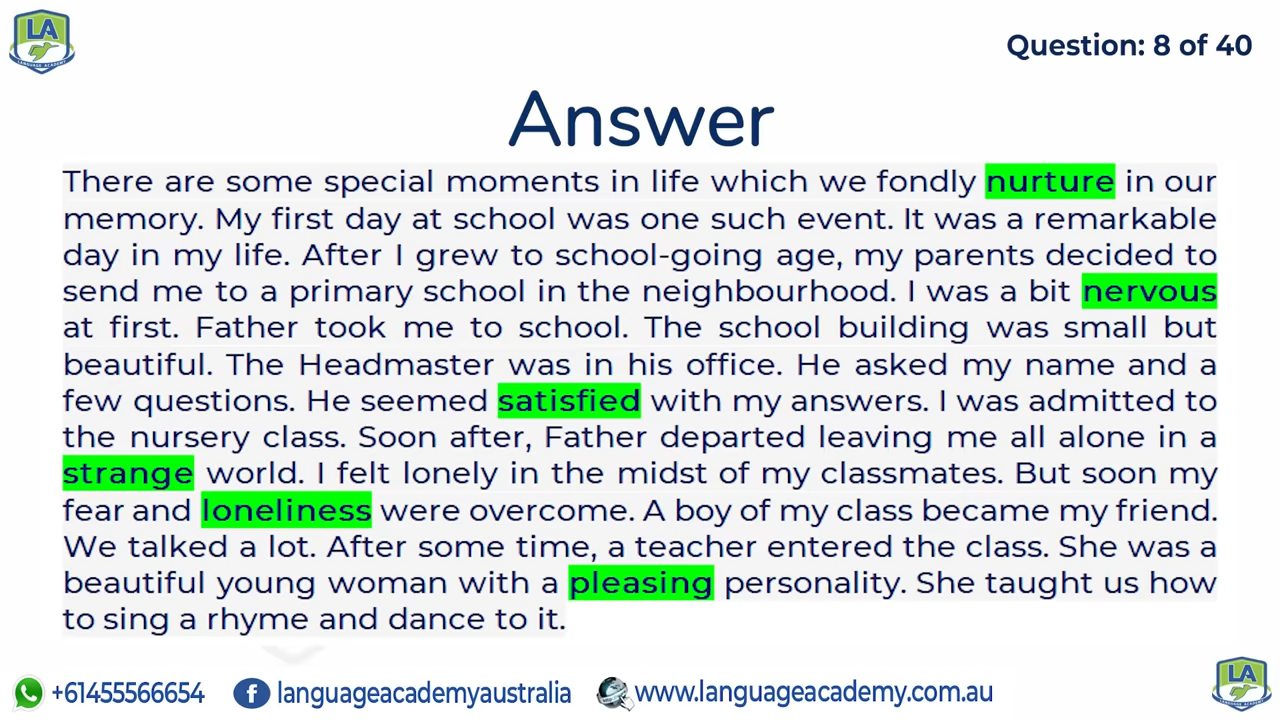 LA
LANGUAGE ACADEMY
Question: 8 of 40
Answer
There are some special moments in life which we fondly nurture in our
memory. My first day at school was one such event. It was a remarkable
day in my life. After I grew to school-going age, my parents decided to
send me to a primary school in the neighbourhood. I was a bit nervous
at first. Father took me to school. The school building was small but
beautiful. The Headmaster was in his office. He asked my name and a
few questions. He seemed satisfied with my answers. I was admitted to
the nursery class. Soon after, Father departed leaving me all alone in a
strange world. I felt lonely in the midst of my classmates. But soon my
fear and loneliness were overcome. A boy of my class became my friend.
We talked a lot. After some time, a teacher entered the class. She was a
beautiful young woman with a pleasing personality. She taught us how
to sing a rhyme and dance to it.
+61455566654 languageacademyaustralia www.languageacademy.com.au
LA
LANGUAGE ACADEMY